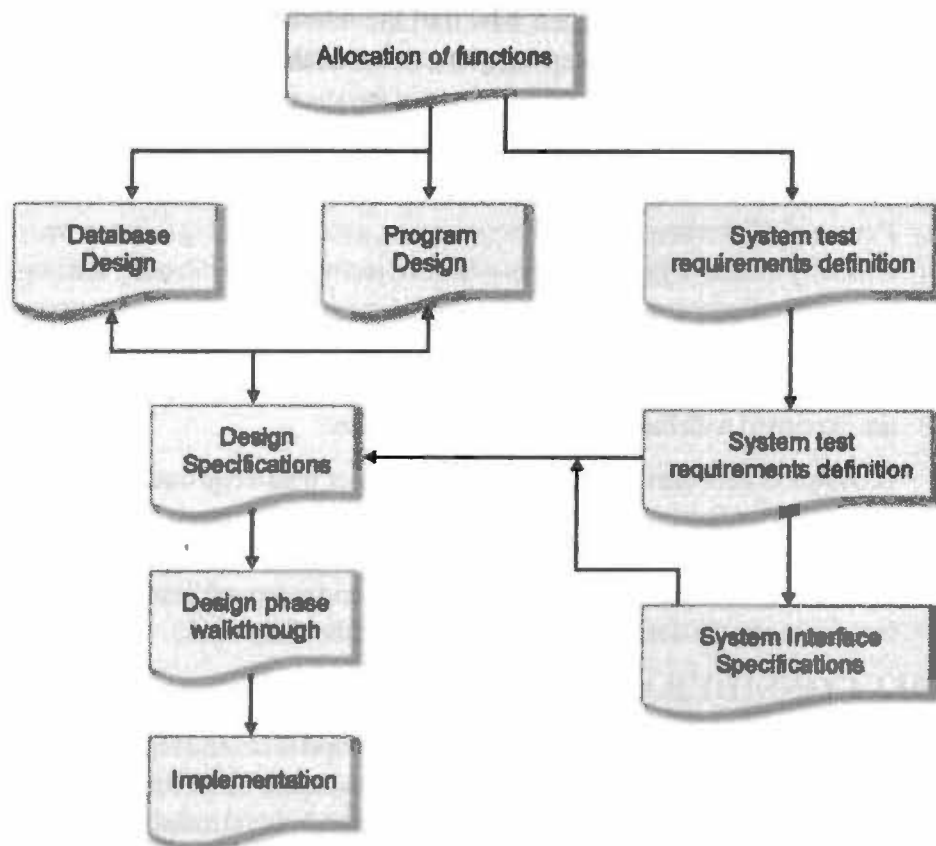 Allocation of functions
Database
Design
Program
Design
System test
requirements definition
Design
Specifications
System test
requirements definition
Design phase
walkthrough
System Interface
Specifications
Implementation